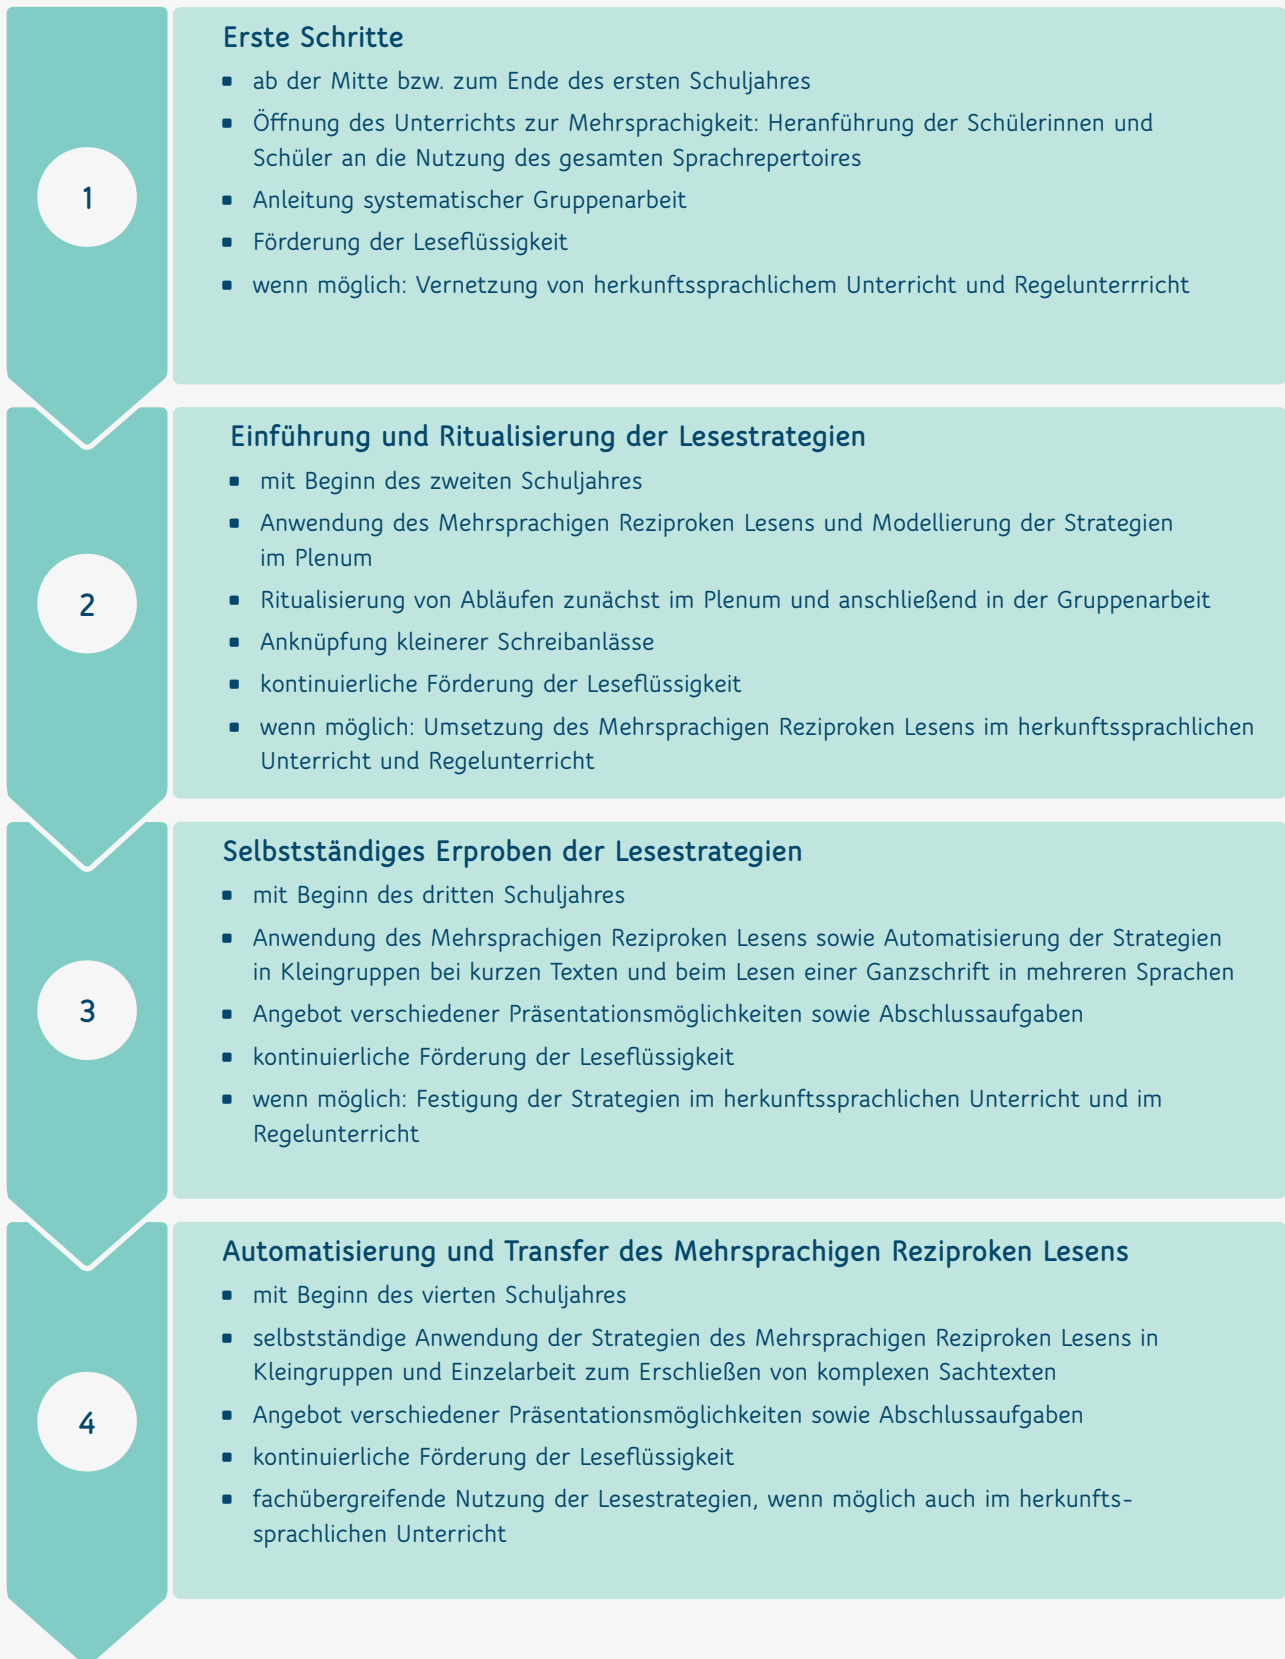 1
Erste Schritte
▪ ab der Mitte bzw. zum Ende des ersten Schuljahres
▪ Öffnung des Unterrichts zur Mehrsprachigkeit: Heranführung der Schülerinnen und
Schüler an die Nutzung des gesamten Sprachrepertoires
▪ Anleitung systematischer Gruppenarbeit
▪ Förderung der Leseflüssigkeit
▪ wenn möglich: Vernetzung von herkunftssprachlichem Unterricht und Regelunterrricht
2
Einführung und Ritualisierung der Lesestrategien
▪ mit Beginn des zweiten Schuljahres
▪ Anwendung des Mehrsprachigen Reziproken Lesens und Modellierung der Strategien
im Plenum
▪ Ritualisierung von Abläufen zunächst im Plenum und anschließend in der Gruppenarbeit
▪ Anknüpfung kleinerer Schreibanlässe
▪ kontinuierliche Förderung der Leseflüssigkeit
▪ wenn möglich: Umsetzung des Mehrsprachigen Reziproken Lesens im herkunftssprachlichen
Unterricht und Regelunterricht
3
Selbstständiges Erproben der Lesestrategien
▪ mit Beginn des dritten Schuljahres
▪ Anwendung des Mehrsprachigen Reziproken Lesens sowie Automatisierung der Strategien
in Kleingruppen bei kurzen Texten und beim Lesen einer Ganzschrift in mehreren Sprachen
▪ Angebot verschiedener Präsentationsmöglichkeiten sowie Abschlussaufgaben
▪ kontinuierliche Förderung der Leseflüssigkeit
▪ wenn möglich: Festigung der Strategien im herkunftssprachlichen Unterricht und im
Regelunterricht
4
Automatisierung und Transfer des Mehrsprachigen Reziproken Lesens
▪ mit Beginn des vierten Schuljahres
▪ selbstständige Anwendung der Strategien des Mehrsprachigen Reziproken Lesens in
Kleingruppen und Einzelarbeit zum Erschließen von komplexen Sachtexten
▪ Angebot verschiedener Präsentationsmöglichkeiten sowie Abschlussaufgaben
▪ kontinuierliche Förderung der Leseflüssigkeit
▪ fachübergreifende Nutzung der Lesestrategien, wenn möglich auch im herkunfts-
sprachlichen Unterricht